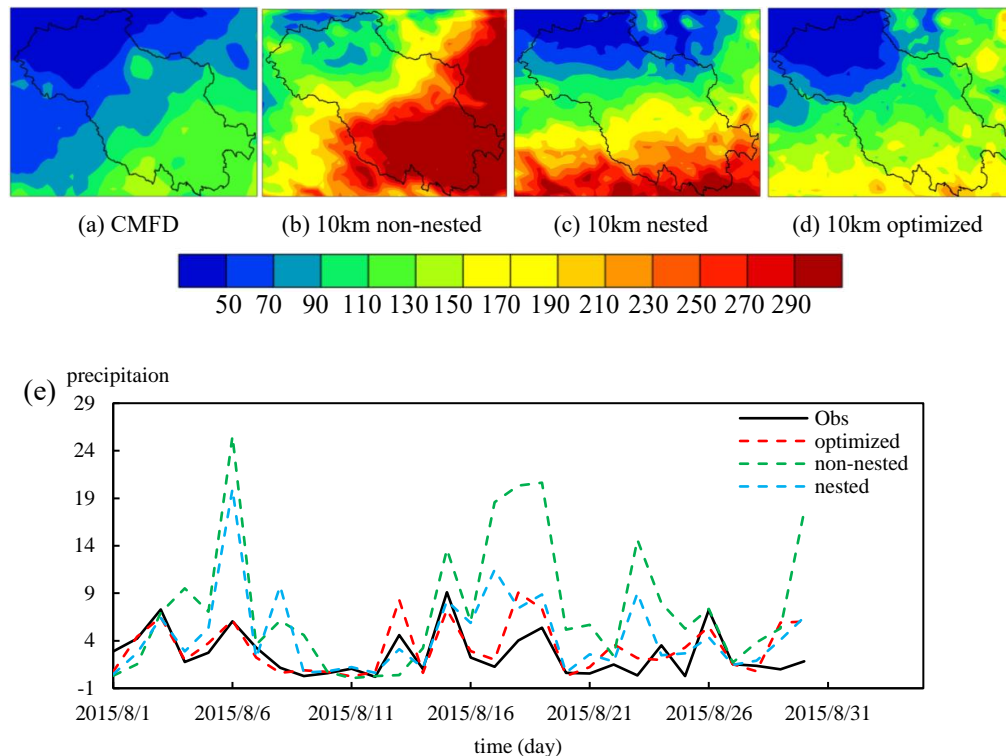 (a) CMFD (b) 10km non-nested (c) 10km nested (d) 10km optimized
50 70 90 110 130 150 170 190 210 230 250 270 290
(e) precipitaion
29
24
19
14
9
4
-1
Obs
optimized
non-nested
nested
2015/8/1 2015/8/6 2015/8/11 2015/8/16 2015/8/21 2015/8/26 2015/8/31
time (day)